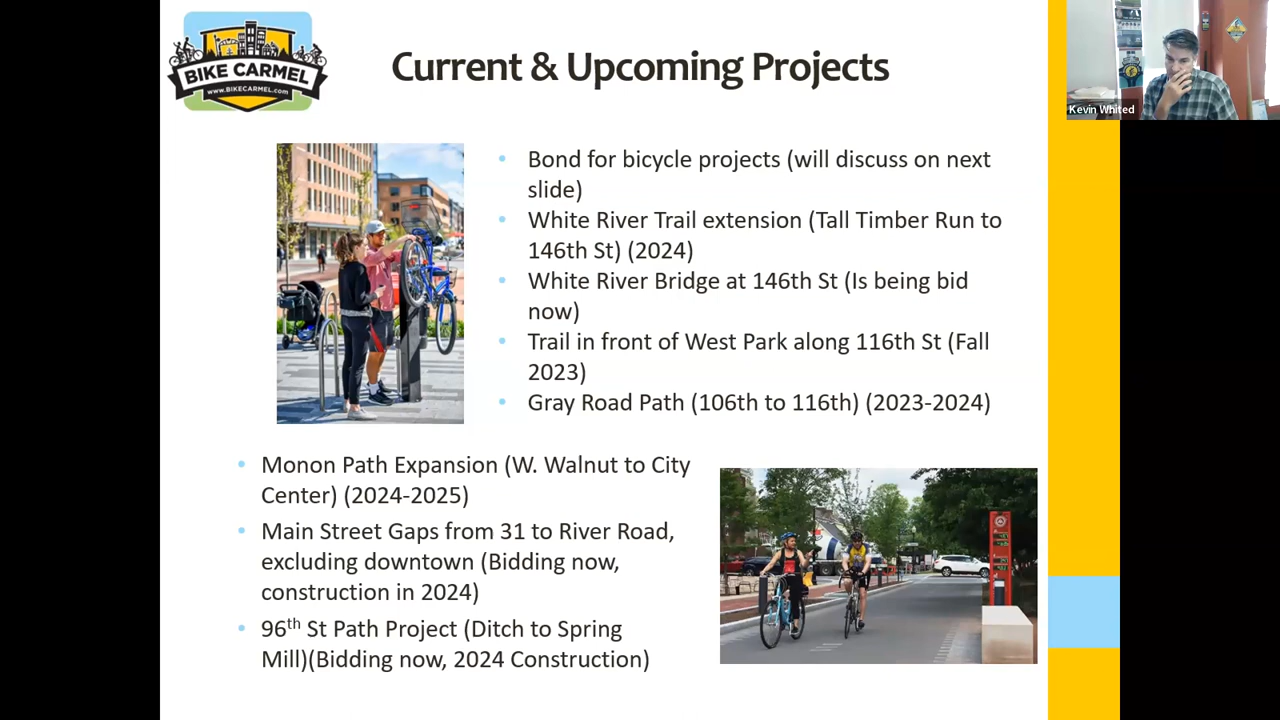 BIKE CARMEL
www.BIKECARMEL.com
Current & Upcoming Projects
Kevin Whited
• Bond for bicycle projects (will discuss on next
slide)
• White River Trail extension (Tall Timber Run to
146th St) (2024)
• White River Bridge at 146th St (Is being bid
now)
• Trail in front of West Park along 116th St (Fall
2023)
• Gray Road Path (106th to 116th) (2023-2024)
• Monon Path Expansion (W. Walnut to City
Center) (2024-2025)
• Main Street Gaps from 31 to River Road,
excluding downtown (Bidding now,
construction in 2024)
• 96th St Path Project (Ditch to Spring
Mill)(Bidding now, 2024 Construction)